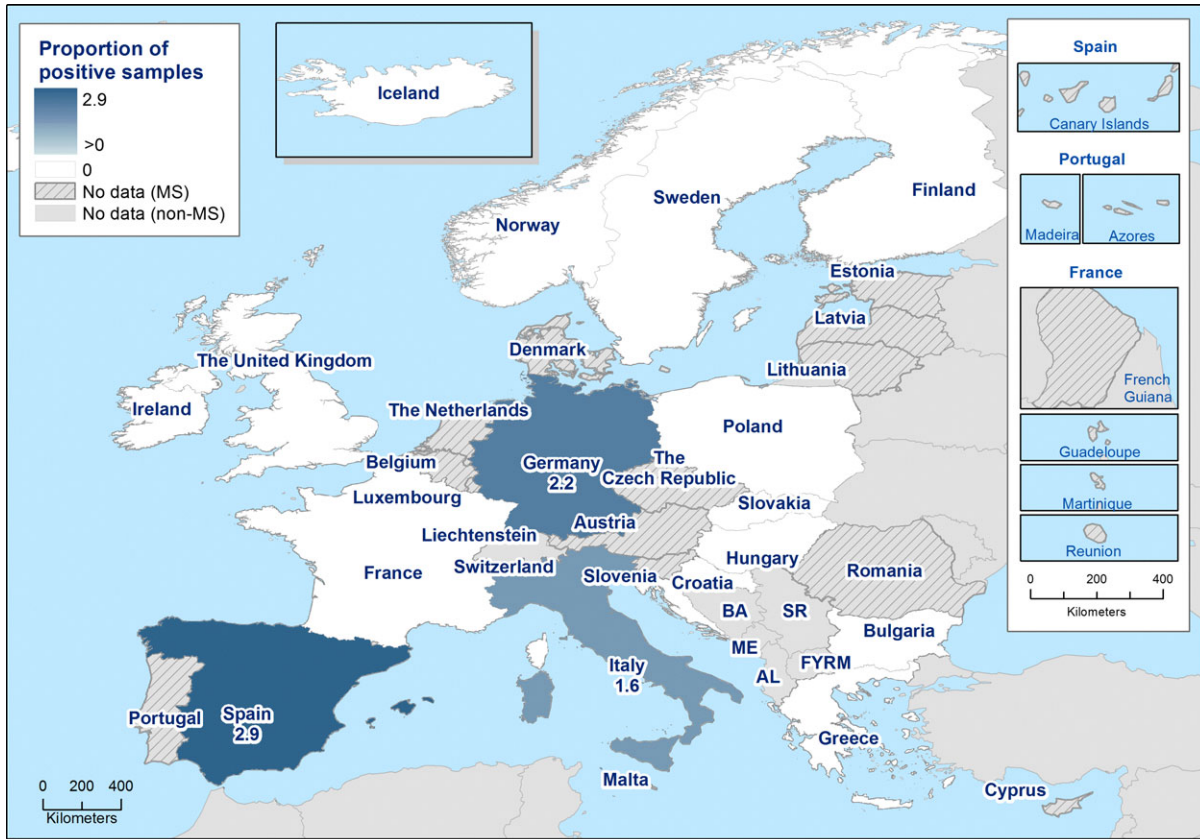 Proportion of
positive samples
2.9
>0
0
No data (MS)
No data (non-MS)
Iceland
Norway
Sweden
Finland
Estonia
Latvia
Lithuania
Denmark
The United Kingdom
Ireland
The Netherlands
Belgium
Luxembourg
Germany
2.2
Poland
The
Czech Republic
Slovakia
Austria
Liechtenstein
Switzerland
France
Slovenia
Hungary
Croatia
Romania
BA
SR
ME
AL
FYRM
Bulgaria
Italy
1.6
Portugal
Spain
2.9
Greece
Malta
Cyprus
0 200 400
Kilometers
Spain
Canary Islands
Portugal
Madeira
Azores
France
French
Guiana
Guadeloupe
Martinique
Reunion
0 200 400
Kilometers